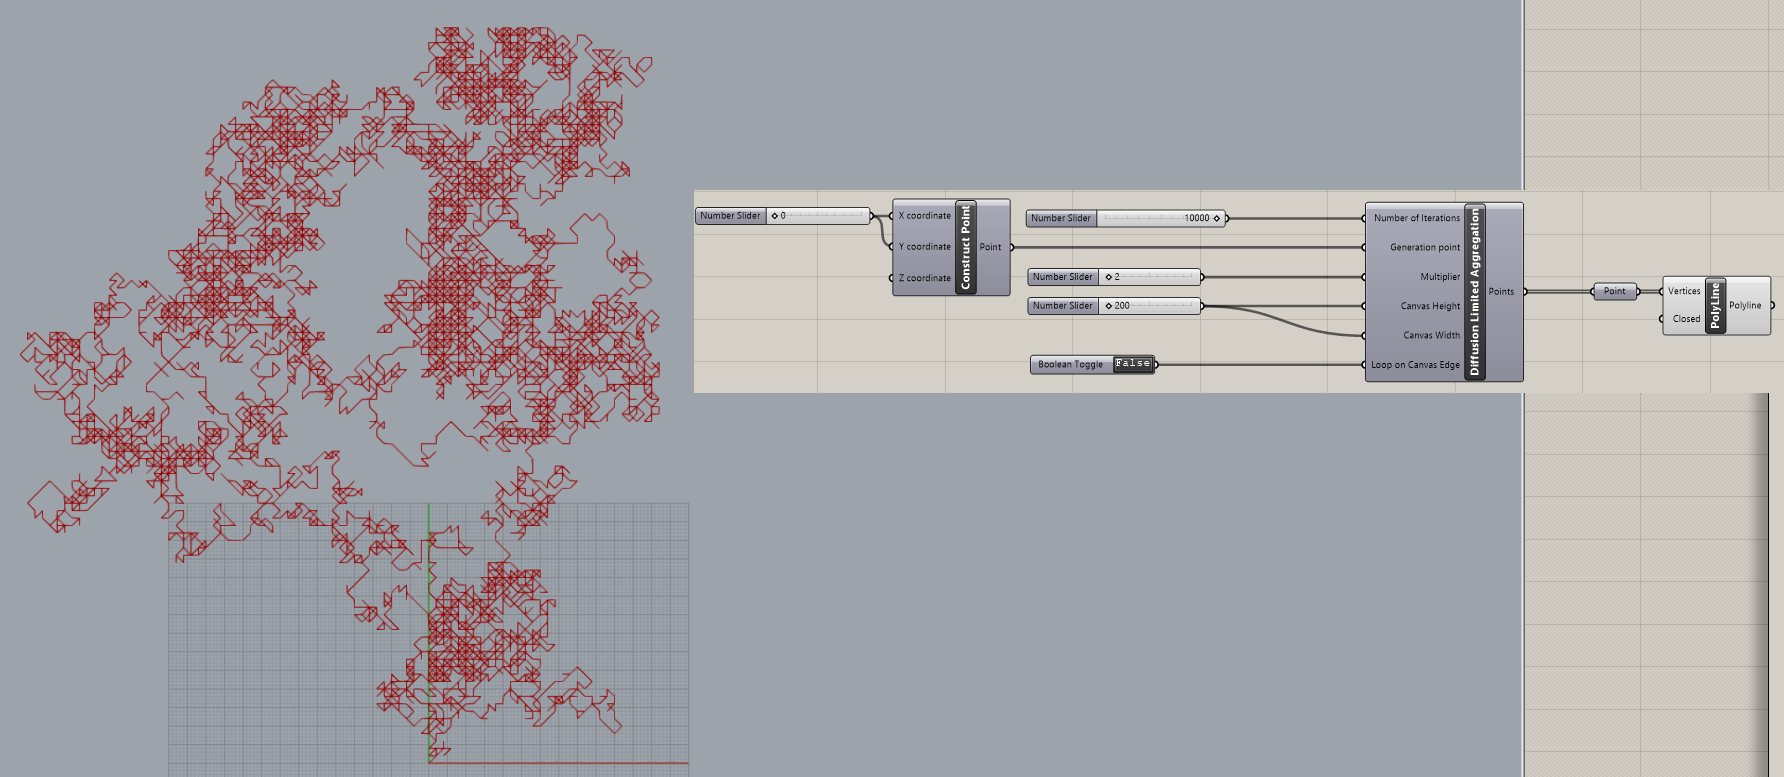 Number Slider ◇ 0
X coordinate
Y coordinate
Z coordinate
Construct Point
Point
Number Slider 10000 ◇
Number Slider ◇ 2
Number Slider ◇ 200
Boolean Toggle False
Number of Iterations
Generation point
Multiplier
Canvas Height
Canvas Width
Loop on Canvas Edge
Diffusion Limited Aggregation
Points
Point
Vertices
Closed
PolyLine
Polyline